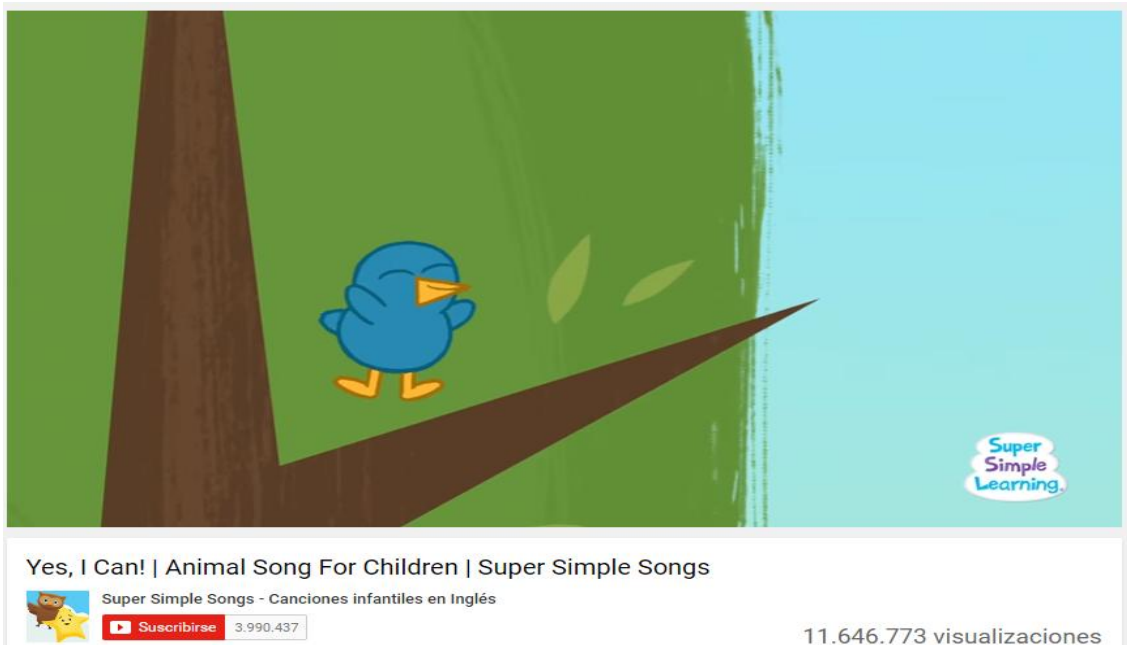 Super
Simple
Learning
Yes, I Can! | Animal Song For Children | Super Simple Songs
Super Simple Songs - Canciones infantiles en Inglés
Suscribirse 3.990.437
11.646.773 visualizaciones